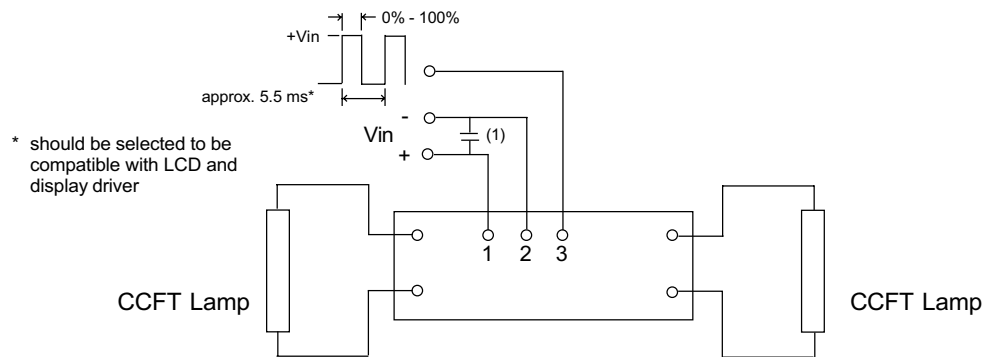 0% - 100%
+Vin
approx. 5.5 ms*
-
Vin
(1)
+
* should be selected to be
compatible with LCD and
display driver
1 2 3
CCFT Lamp
CCFT Lamp